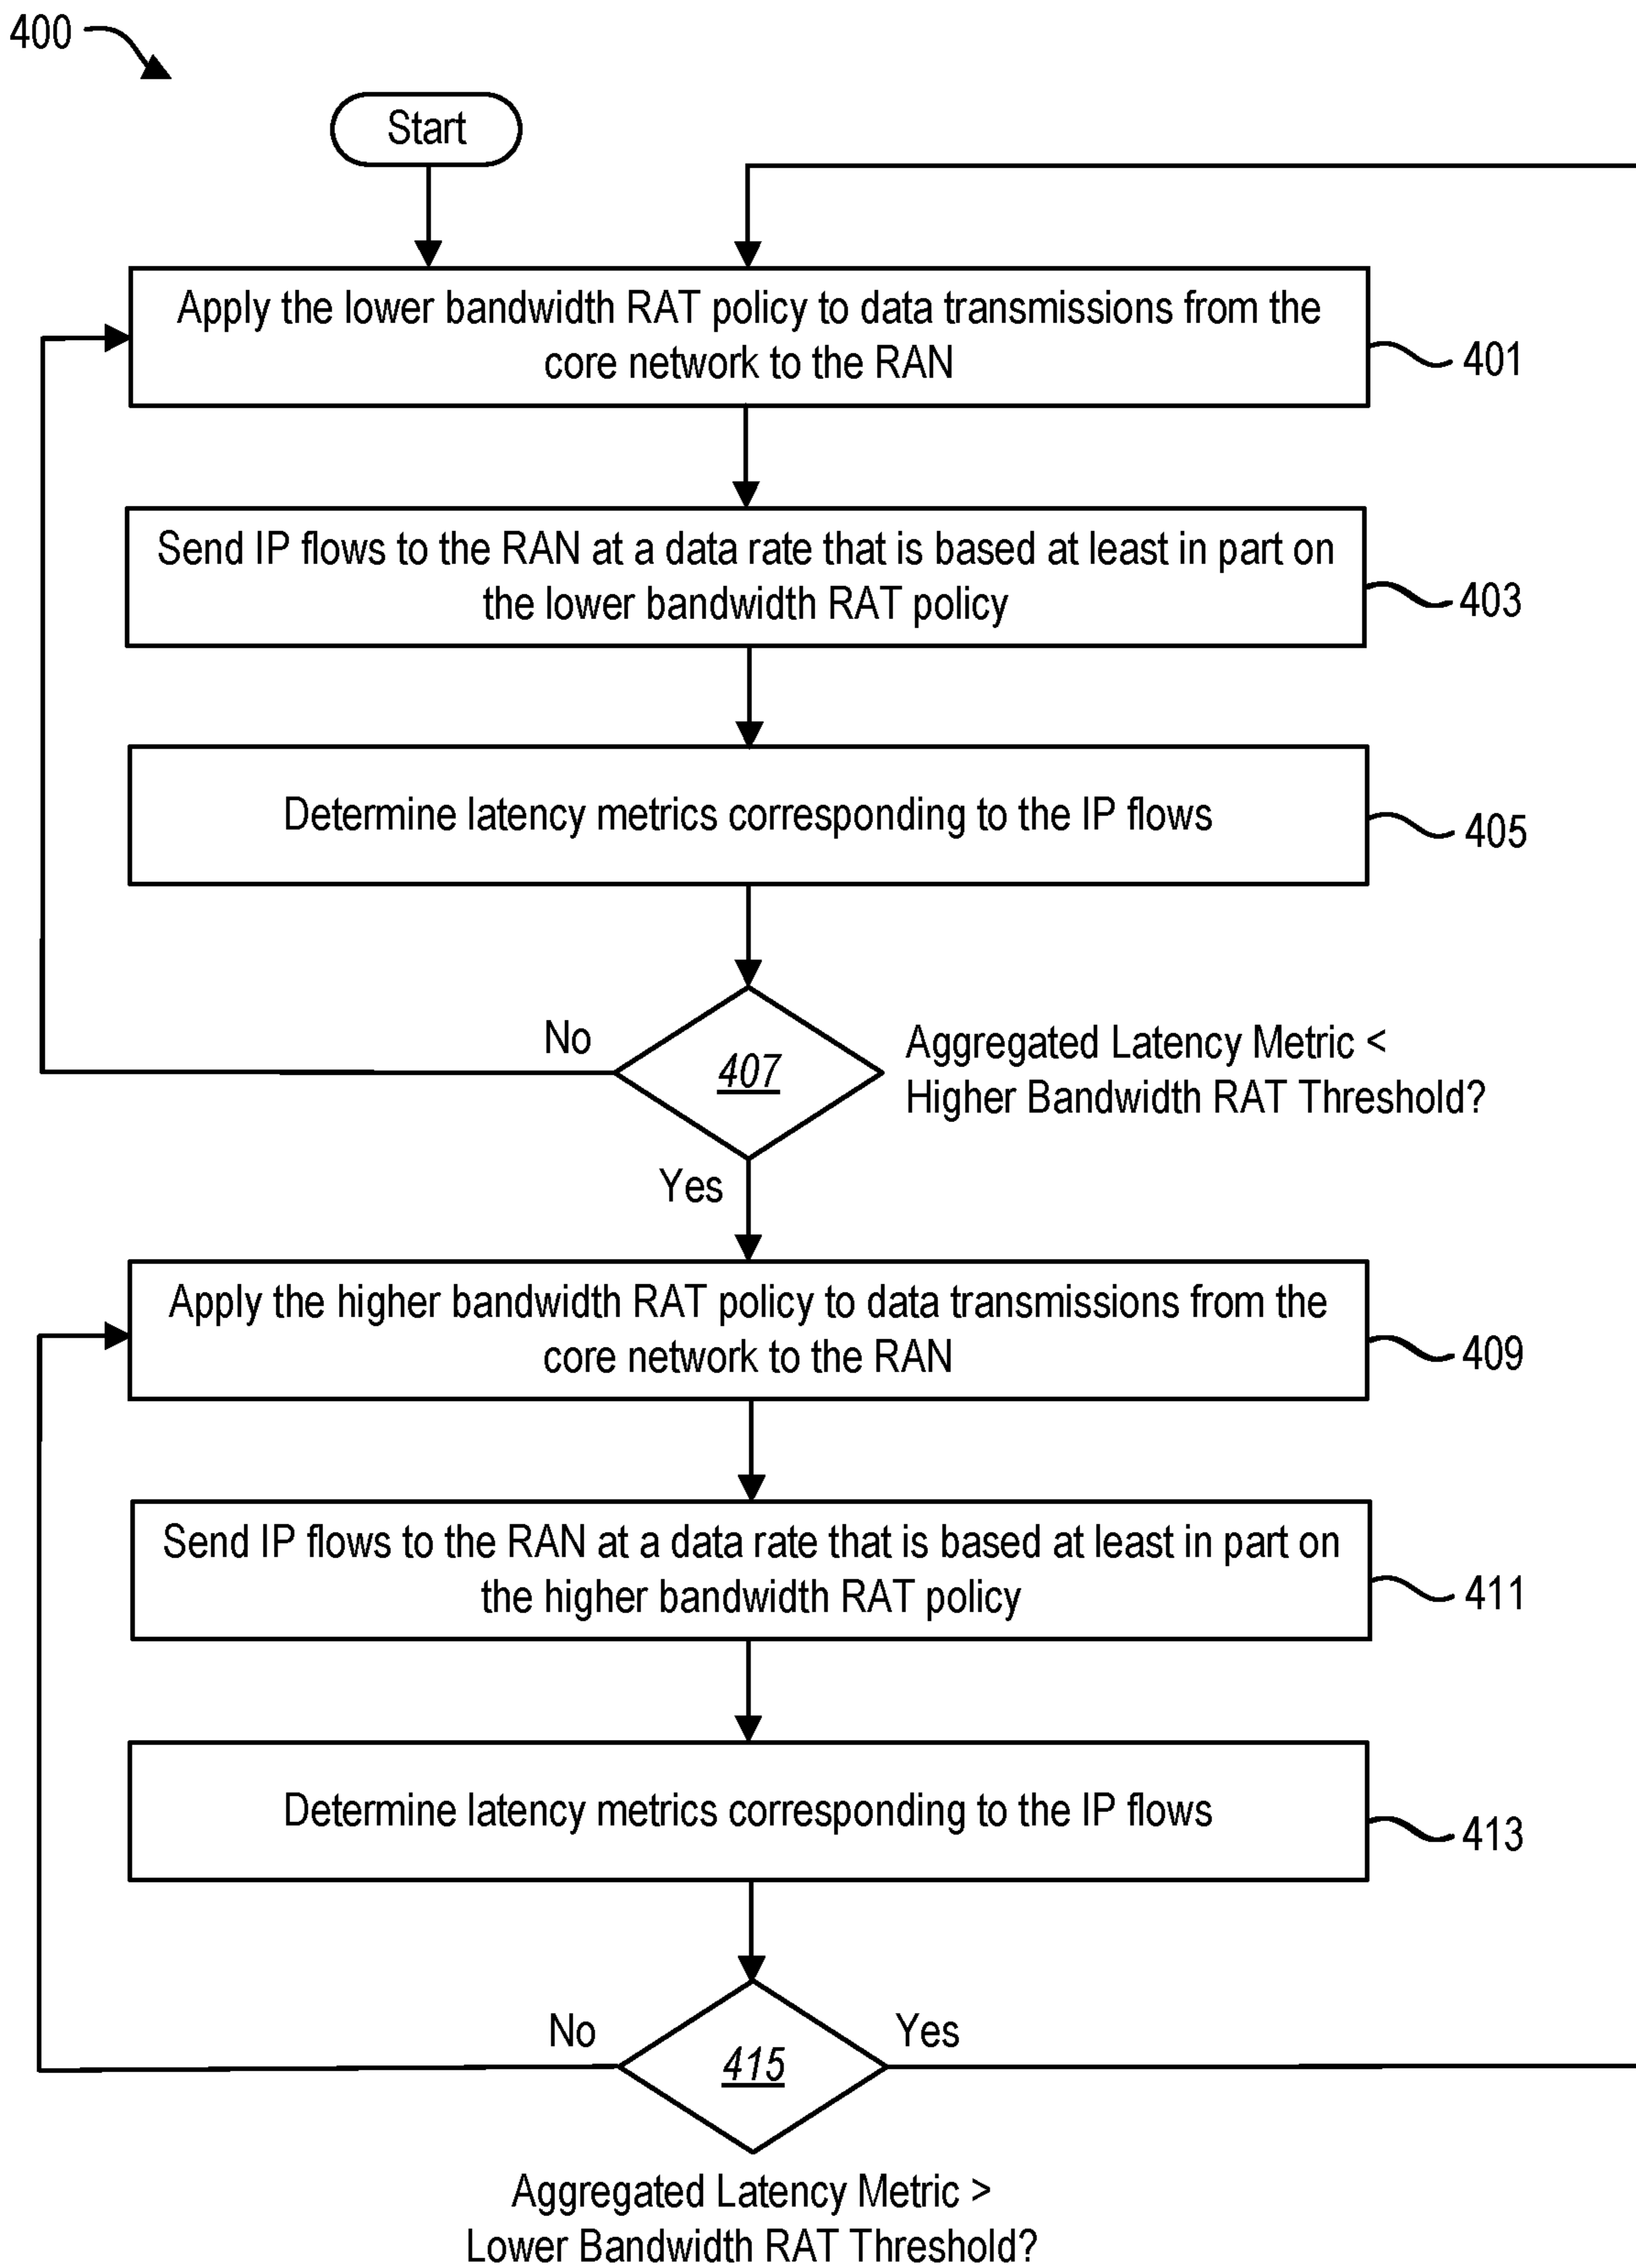 400
Start
Apply the lower bandwidth RAT policy to data transmissions from the
core network to the RAN
401
Send IP flows to the RAN at a data rate that is based at least in part on
the lower bandwidth RAT policy
403
Determine latency metrics corresponding to the IP flows
405
No
407
Aggregated Latency Metric <
Higher Bandwidth RAT Threshold?
Yes
Apply the higher bandwidth RAT policy to data transmissions from the
core network to the RAN
409
Send IP flows to the RAN at a data rate that is based at least in part on
the higher bandwidth RAT policy
411
Determine latency metrics corresponding to the IP flows
413
No
415
Yes
Aggregated Latency Metric >
Lower Bandwidth RAT Threshold?